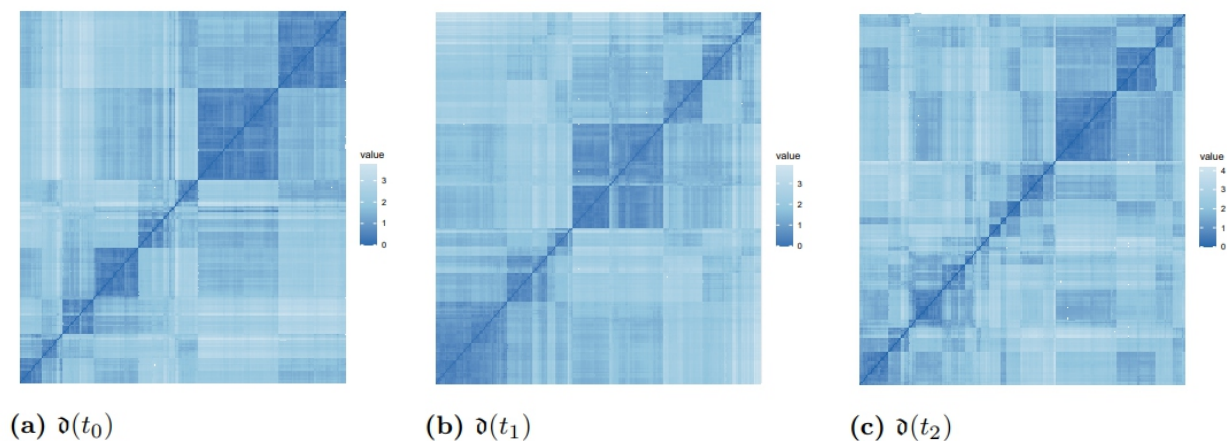 value
3
2
1
0
value
3
2
1
0
value
4
3
2
1
0
(a) 𝔡(t₀)
(b) 𝔡(t₁)
(c) 𝔡(t₂)